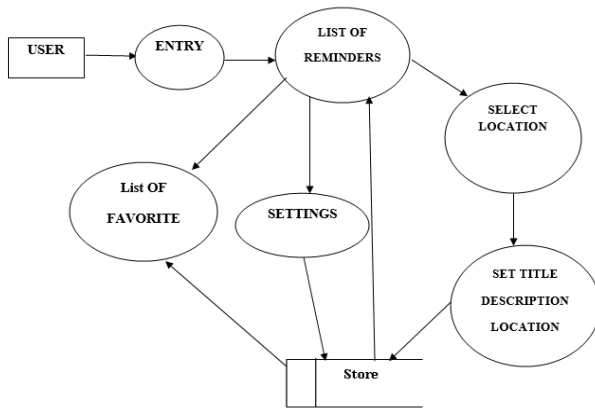 USER
ENTRY
LIST OF
REMINDERS
SELECT
LOCATION
List OF
FAVORITE
SETTINGS
SET TITLE
DESCRIPTION
LOCATION
Store